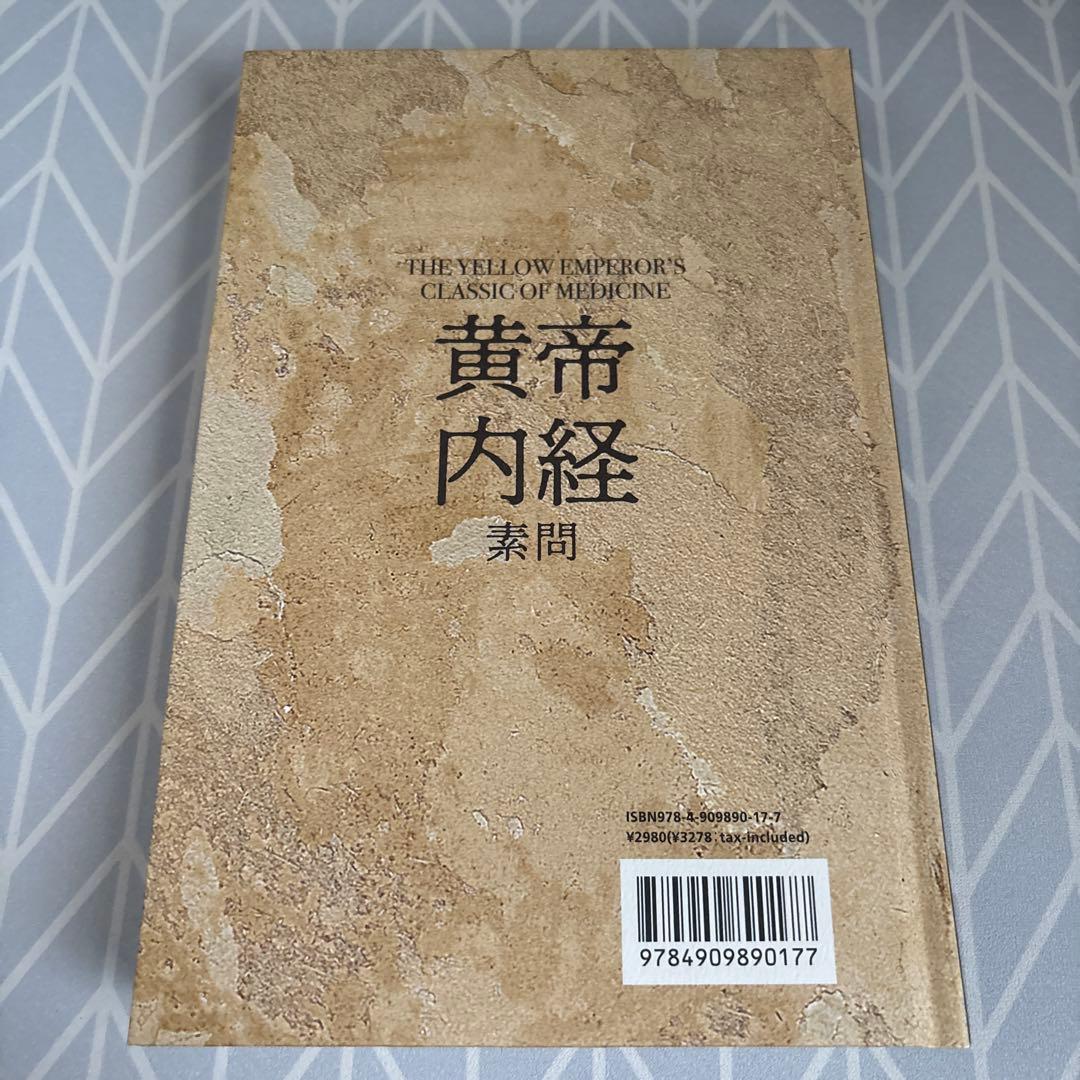 THE YELLOW EMPEROR'S
CLASSIC OF MEDICINE
黄帝
内経
素問
ISBN978-4-909890-17-7
¥2980(¥3278:tax-included)
9784909890177